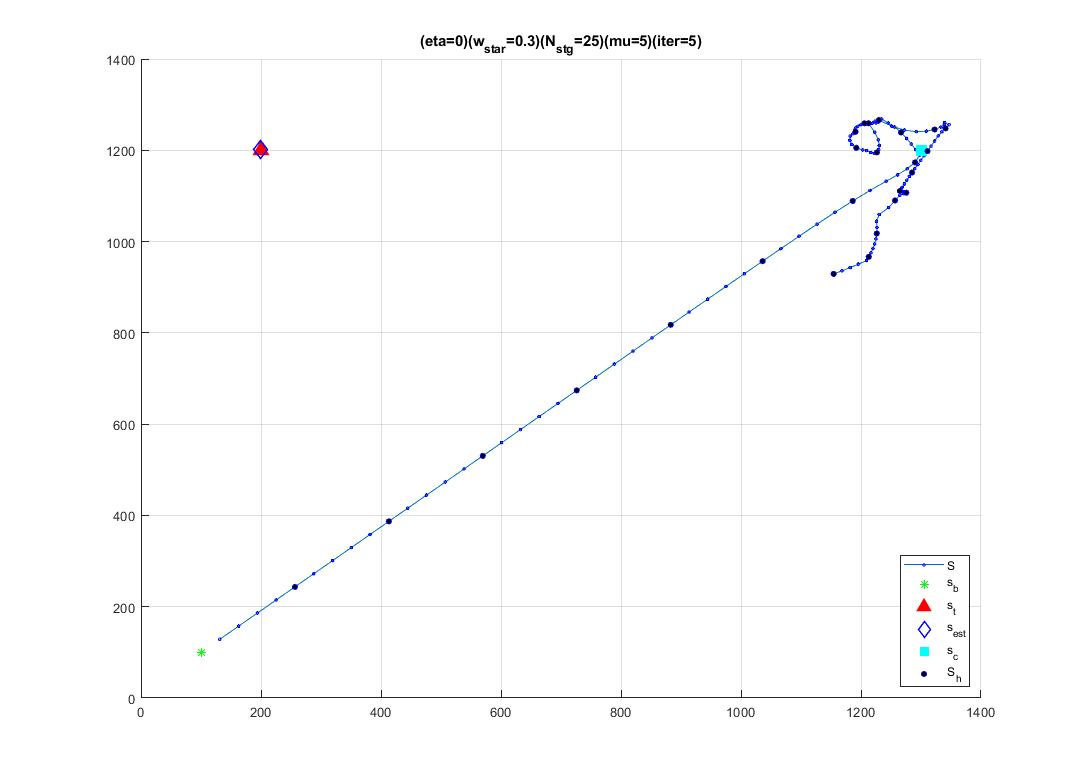 (eta=0)(w_star=0.3)(N_stg=25)(mu=5)(iter=5)
1400
1200
1000
800
600
400
200
0
0 200 400 600 800 1000 1200 1400
S
s_b
s_t
s_est
s_c
S_h